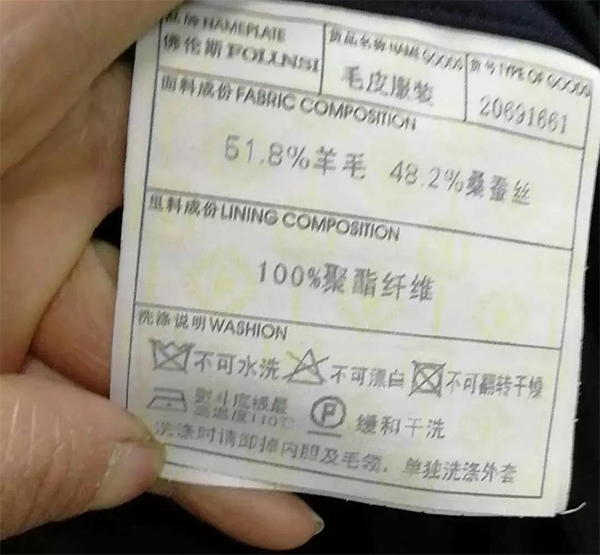 品牌 NAMEPLATE
佛伦斯 FOLUNSI
货品名称 NAME GOODS
毛皮服装
货号 TYPE OF GOODS
20691661
面料成份 FABRIC COMPOSITION
51.8%羊毛 48.2%桑蚕丝
里料成份 LINING COMPOSITION
100%聚酯纤维
洗涤说明 WASHION
不可水洗 不可漂白 不可翻转干燥
熨斗底板最
高温度110℃
P 缓和干洗
洗涤时请卸掉内胆及毛领，单独洗涤外套